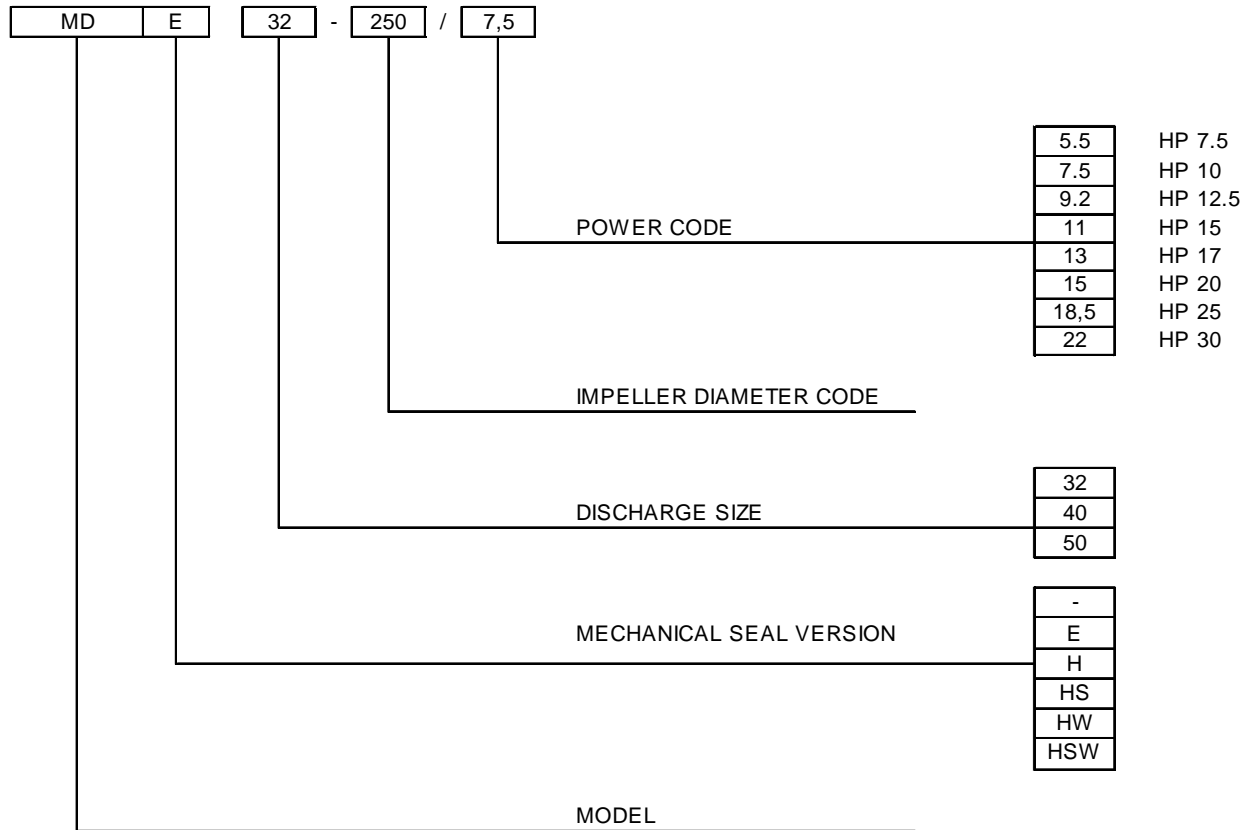 MD E 32 - 250 / 7,5
5.5 HP 7.5
7.5 HP 10
9.2 HP 12.5
POWER CODE 11 HP 15
13 HP 17
15 HP 20
18,5 HP 25
22 HP 30
IMPELLER DIAMETER CODE
32
DISCHARGE SIZE 40
50
-
MECHANICAL SEAL VERSION E
H
HS
HW
HSW
MODEL